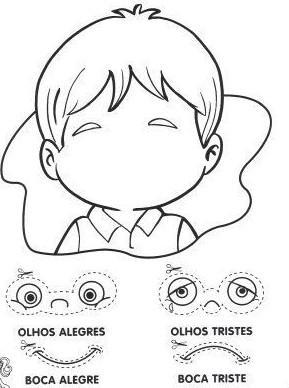 OLHOS ALEGRES
OLHOS TRISTES
BOCA ALEGRE
BOCA TRISTE